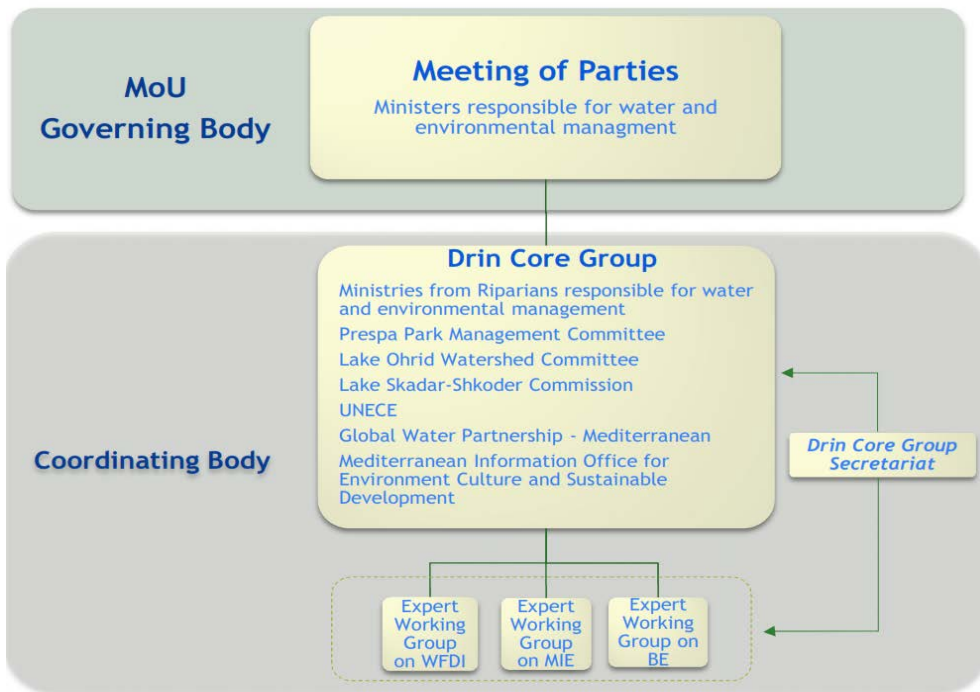 MoU
Governing Body
Meeting of Parties
Ministers responsible for water and
environmental managment
Drin Core Group
Ministries from Riparians responsible for water
and environmental management
Prespa Park Management Committee
Lake Ohrid Watershed Committee
Lake Skadar-Shkoder Commission
UNECE
Global Water Partnership - Mediterranean
Mediterranean Information Office for
Environment Culture and Sustainable
Development
Coordinating Body
Drin Core Group
Secretariat
Expert
Working
Group
on WFDI
Expert
Working
Group
on MIE
Expert
Working
Group on
BE